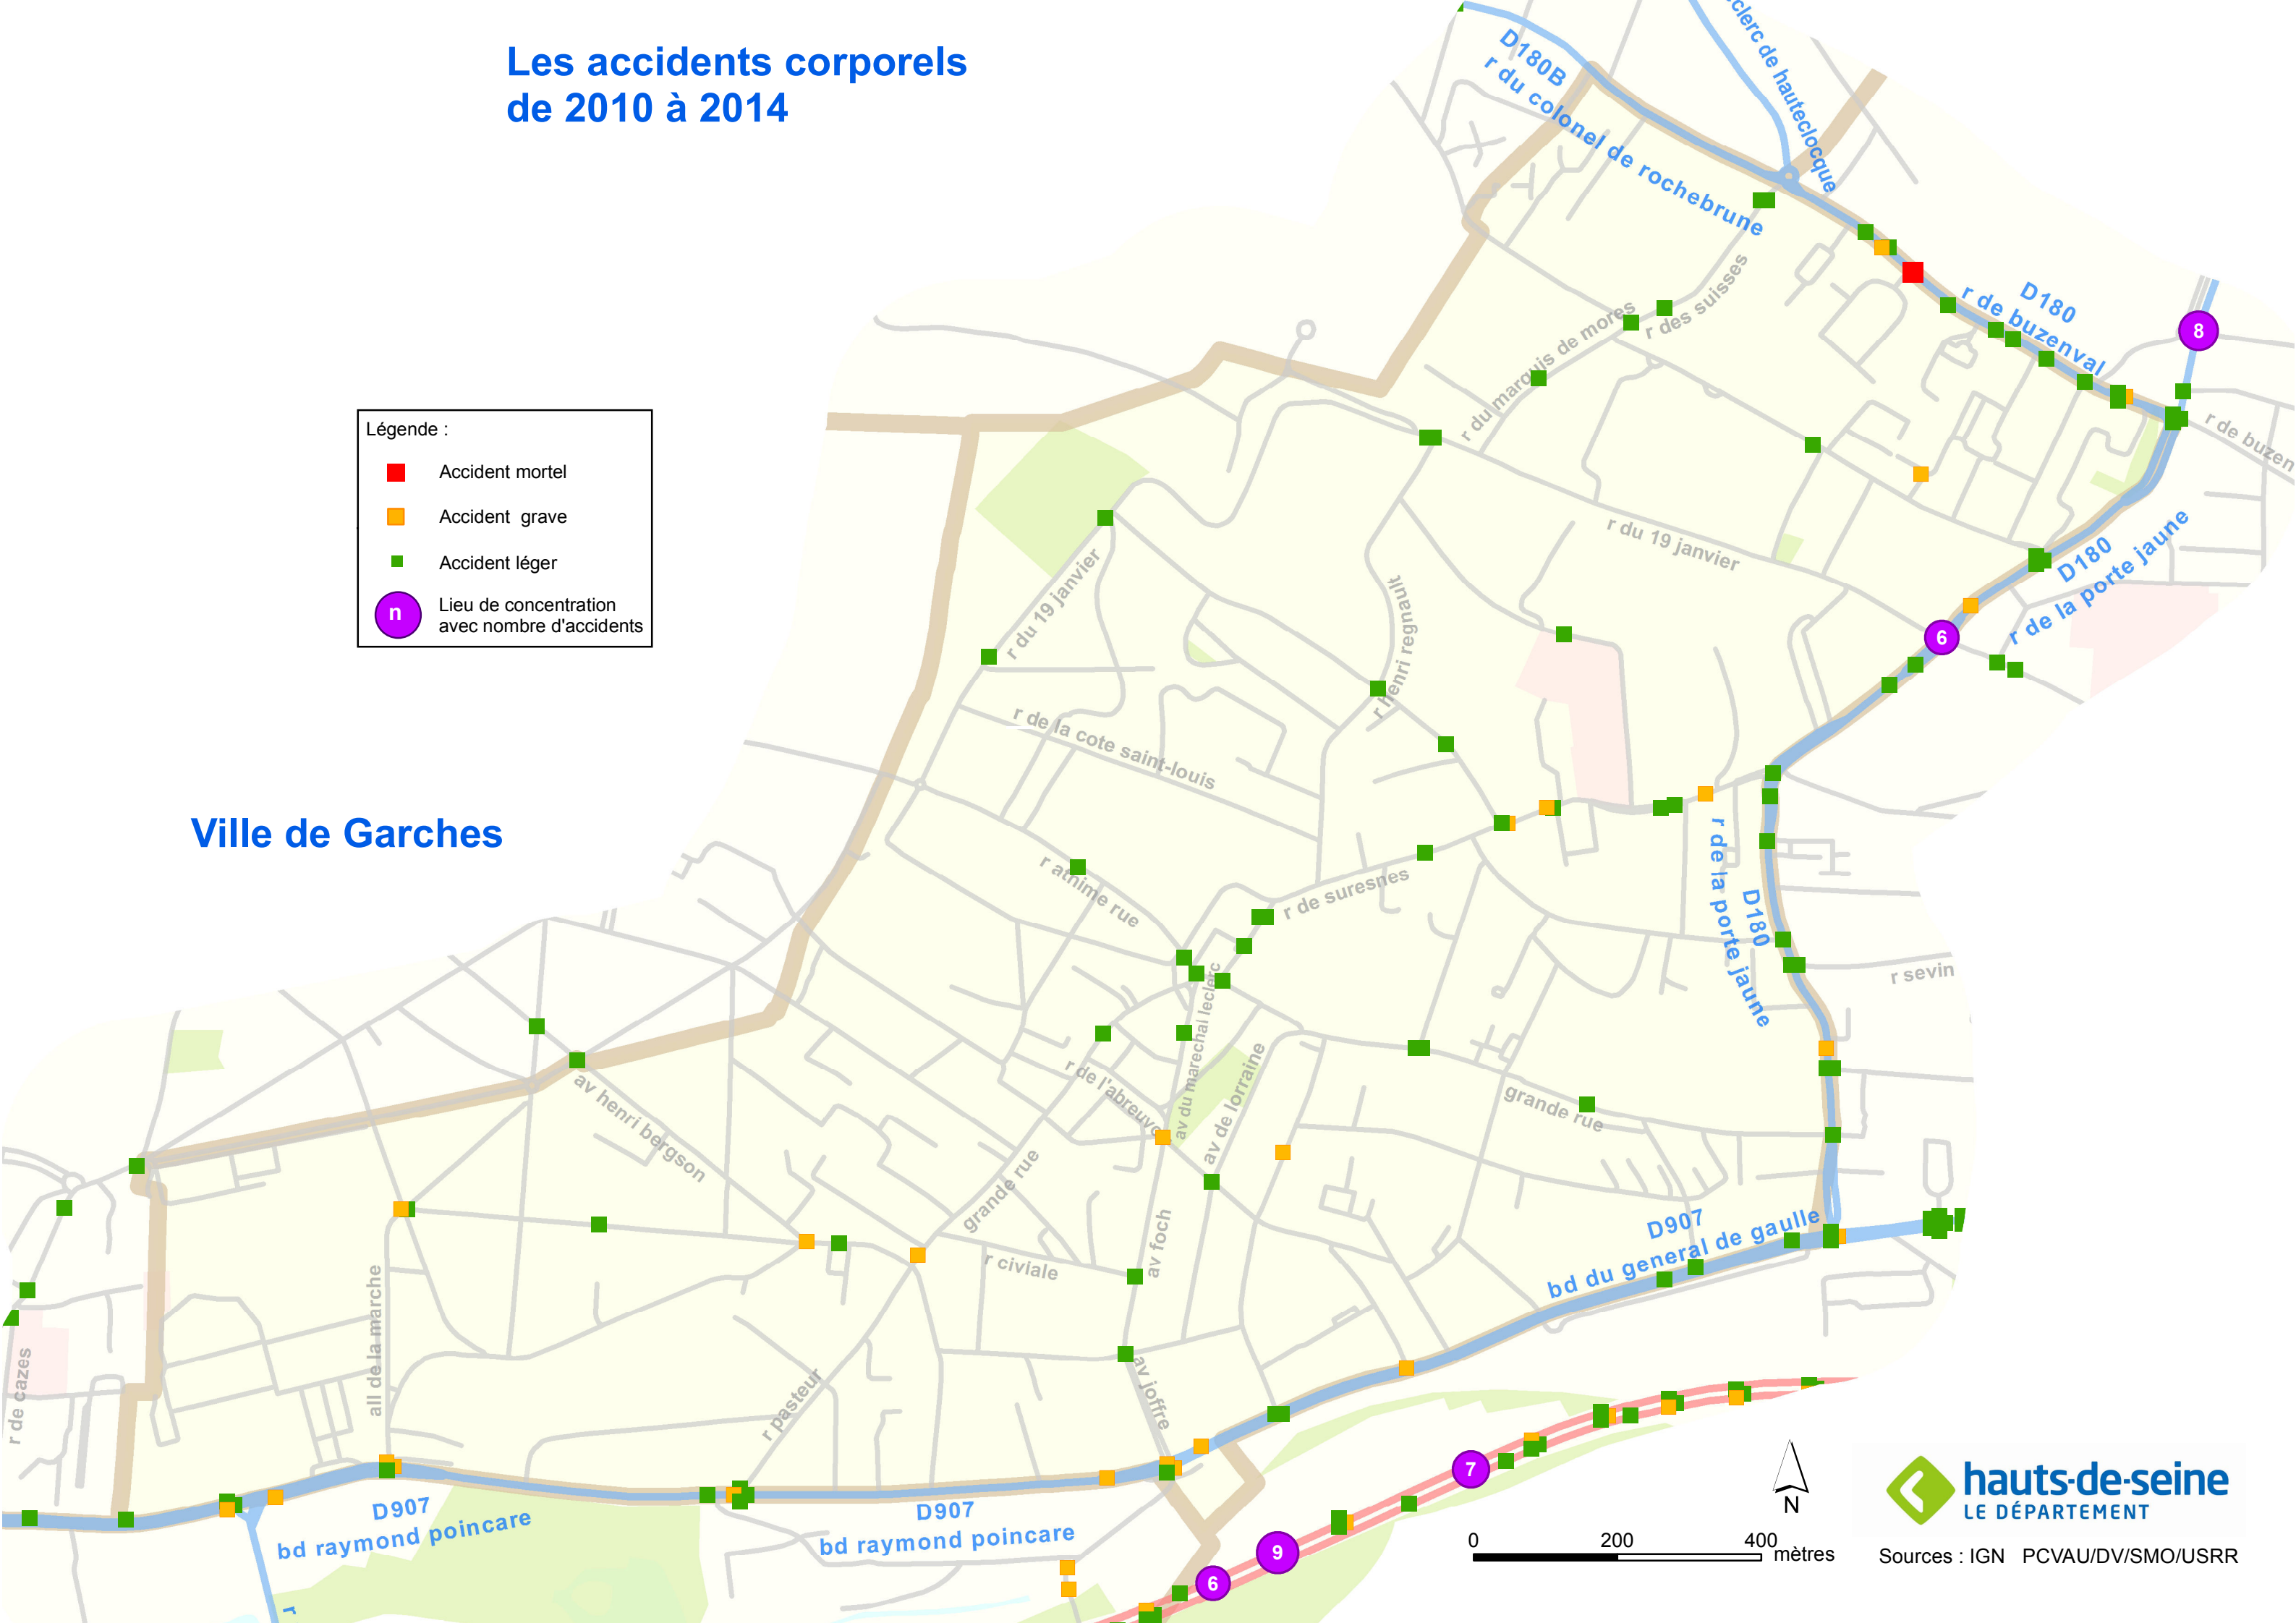 Les accidents corporels
de 2010 à 2014
clerc de hauteclocque
D180B
r du colonel de rochebrune
D180
r de buzenval
8
r de buzen
r des suisses
r du marquis de mores
Légende :
Accident mortel
Accident grave
Accident léger
n
Lieu de concentration
avec nombre d'accidents
r du 19 janvier
r du 19 janvier
D180
r de la porte jaune
6
r henri regnault
r de la cote saint-louis
Ville de Garches
r athime rue
r de suresnes
r de la porte jaune
D180
r sevin
av du marechal leclerc
r de l'abreuvo
av de lorraine
grande rue
av henri bergson
grande rue
r civiale
av foch
D907
bd du general de gaulle
all de la marche
r de cazes
r pasteur
av joffre
D907
bd raymond poincare
D907
bd raymond poincare
7
9
6
r
N
0 200 400 mètres
hauts-de-seine
LE DÉPARTEMENT
Sources : IGN PCVAU/DV/SMO/USRR